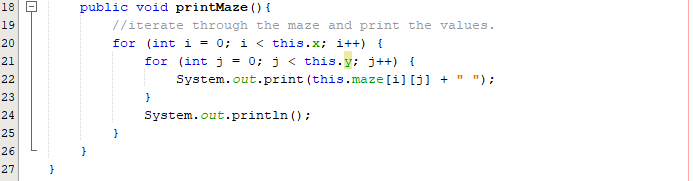 18 public void printMaze(){
19 //iterate through the maze and print the values.
20 for (int i = 0; i < this.x; i++) {
21 for (int j = 0; j < this.y; j++) {
22 System.out.print(this.maze[i][j] + " ");
23 }
24 System.out.println();
25 }
26 }
27 }